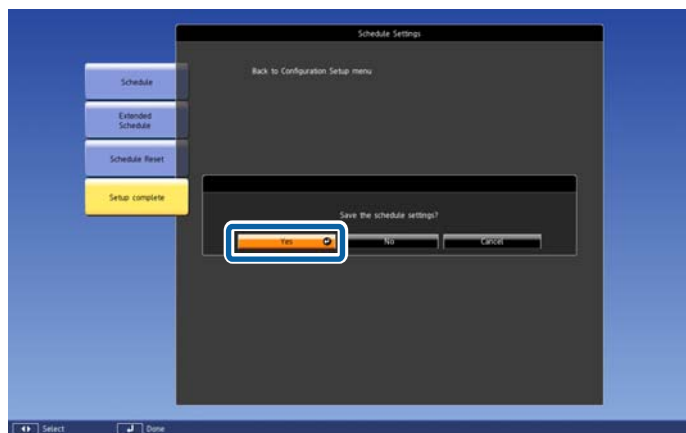 Schedule Settings
Back to Configuration Setup menu
Schedule
Extended
Schedule
Schedule Reset
Setup complete
Save the schedule settings?
Yes No Cancel
Select Done